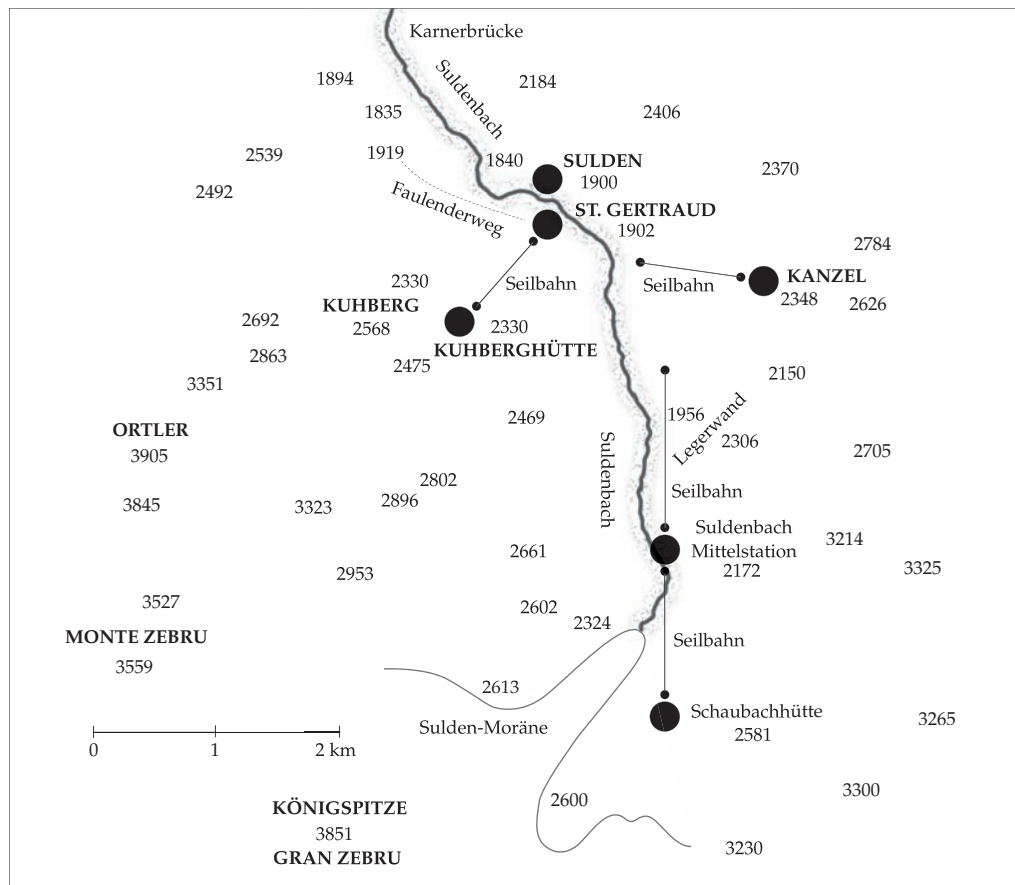 Karnerbrücke
1894
Suldenbach
2184
1835
2406
2539
1919
1840
SULDEN
1900
2370
2492
Faulenderweg
ST. GERTRAUD
1902
2784
2330
Seilbahn
Seilbahn
KANZEL
2348
2626
KUHBERG
2568
2330
KUHBERGHÜTTE
2692
2863
2475
3351
2150
1956
Legerwand
2306
2469
ORTLER
3905
Suldenbach
2705
2802
2896
3845
3323
Seilbahn
Suldenbach
Mittelstation
2172
3214
2661
3325
2953
3527
2602
2324
MONTE ZEBRU
3559
Seilbahn
2613
Sulden-Moräne
Schaubachhütte
2581
3265
0 1 2 km
3300
2600
KÖNIGSPITZE
3851
GRAN ZEBRU
3230